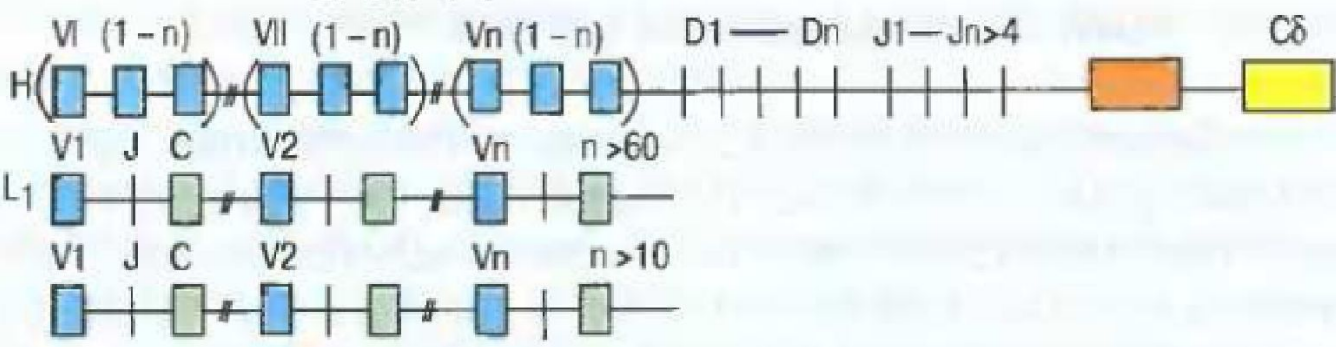 VI (1-n) VII (1-n) Vn (1-n) D1 — Dn J1—Jn>4 Cδ
H
V1 J C V2 Vn n >60
L1
V1 J C V2 Vn n >10